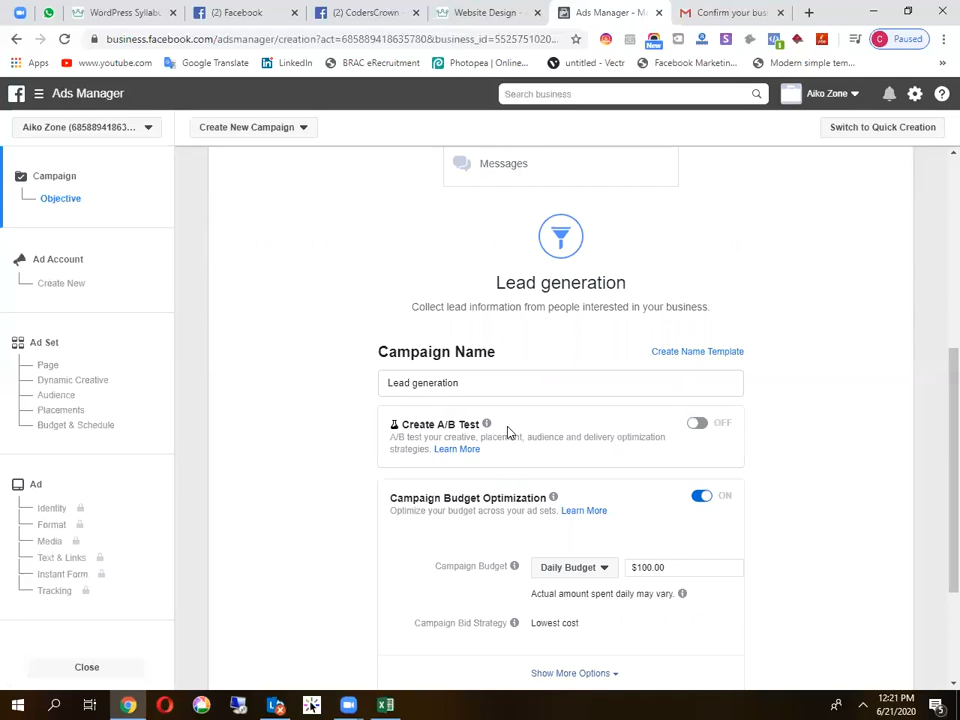 WordPress Syllab
(2) Facebook
(2) CodersCrown
Website Design -
Ads Manager - M
Confirm your bus
business.facebook.com/adsmanager/creation?act=685889418635780&business_id=5525751020...
New
Paused
Apps
www.youtube.com
Google Translate
LinkedIn
BRAC eRecruitment
Photopea | Online...
untitled - Vectr
Facebook Marketin...
Modern simple tem...
»
Ads Manager
Search business
Aiko Zone
Aiko Zone (68588941863...
Create New Campaign
Switch to Quick Creation
Campaign
Objective
Ad Account
Create New
Ad Set
Page
Dynamic Creative
Audience
Placements
Budget & Schedule
Ad
Identity
Format
Media
Text & Links
Instant Form
Tracking
Close
Messages
Lead generation
Collect lead information from people interested in your business.
Campaign Name
Create Name Template
Lead generation
Create A/B Test
OFF
A/B test your creative, placement, audience and delivery optimization
strategies. Learn More
Campaign Budget Optimization
ON
Optimize your budget across your ad sets. Learn More
Campaign Budget
Daily Budget
$100.00
Actual amount spent daily may vary.
Campaign Bid Strategy
Lowest cost
Show More Options
12:21 PM
6/21/2020
5